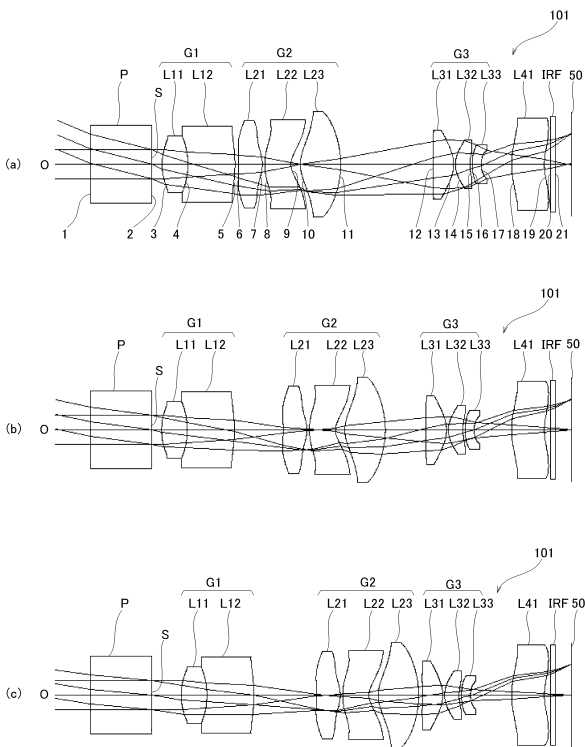 101
G1 G2 G3
P S L11 L12 L21 L22 L23 L31 L32 L33 L41 IRF 50
(a) O
1 2 3 4 5 6 7 8 9 10 11 12 13 14 15 16 17 18 19 20 21
101
G1 G2 G3
P S L11 L12 L21 L22 L23 L31 L32 L33 L41 IRF 50
(b) O
101
G1 G2 G3
P S L11 L12 L21 L22 L23 L31 L32 L33 L41 IRF 50
(c) O